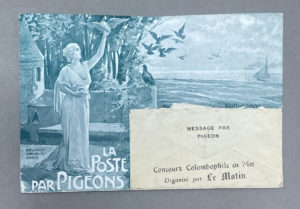 LA
POSTE
PAR PIGEONS
MESSAGE PAR
PIGEON
Concours Colombophile en Mer
Organisé par Le Matin